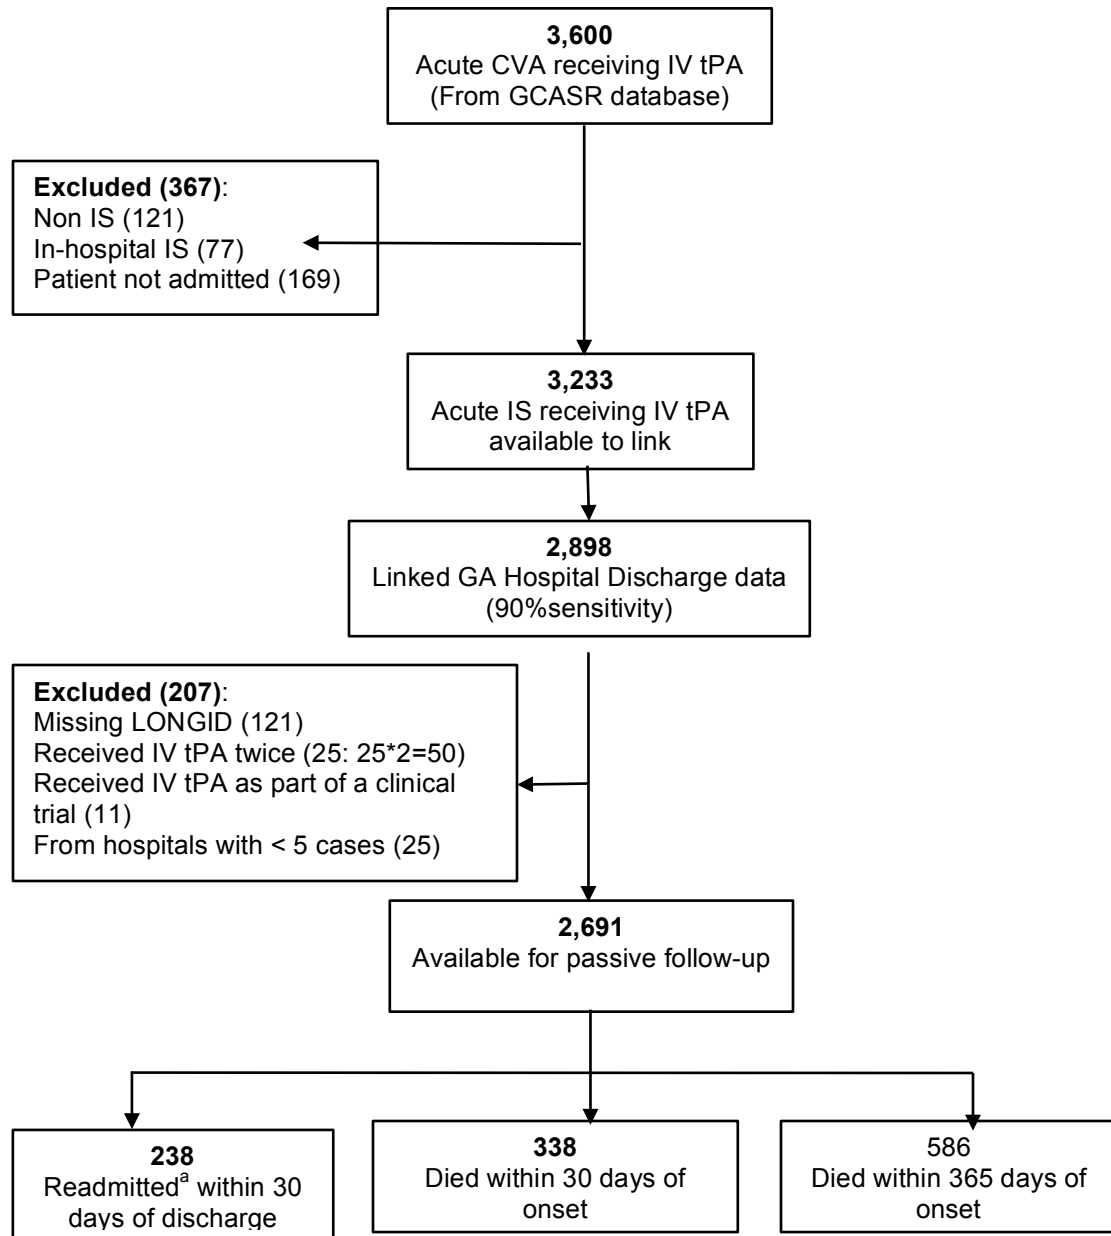 3,600
Acute CVA receiving IV tPA
(From GCASR database)
Excluded (367):
Non IS (121)
In-hospital IS (77)
Patient not admitted (169)
3,233
Acute IS receiving IV tPA
available to link
2,898
Linked GA Hospital Discharge data
(90%sensitivity)
Excluded (207):
Missing LONGID (121)
Received IV tPA twice (25: 25*2=50)
Received IV tPA as part of a clinical
trial (11)
From hospitals with < 5 cases (25)
2,691
Available for passive follow-up
238
Readmittedᵃ within 30
days of discharge
338
Died within 30 days of
onset
586
Died within 365 days of
onset